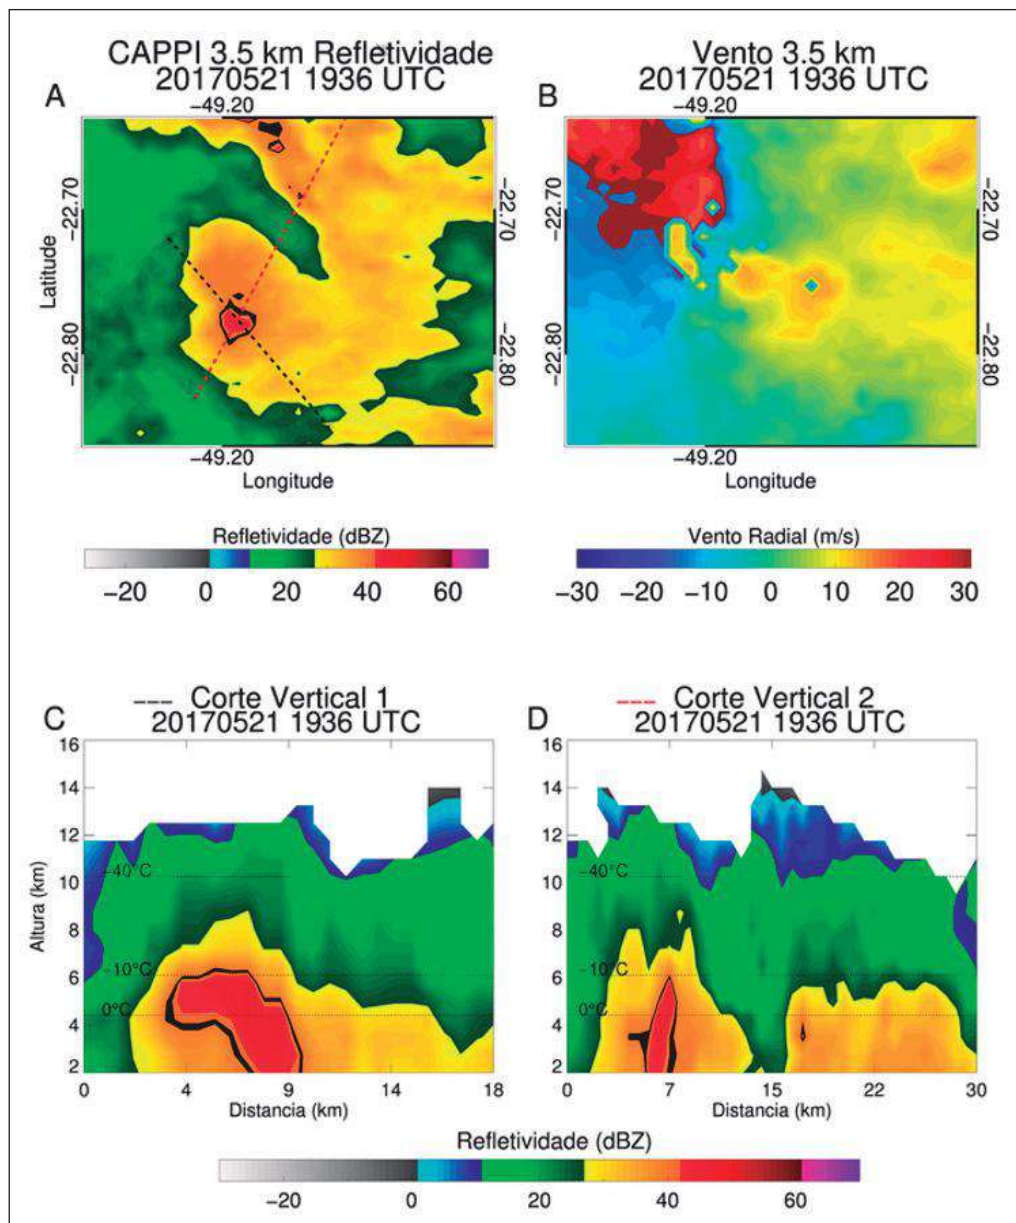 CAPPI 3.5 km Refletividade
20170521 1936 UTC
A
−49.20
Latitude
−22.70
−22.80
−22.70
−22.80
−49.20
Longitude
Refletividade (dBZ)
−20 0 20 40 60
Vento 3.5 km
20170521 1936 UTC
B
−49.20
−22.70
−22.80
−22.70
−22.80
−49.20
Longitude
Vento Radial (m/s)
−30 −20 −10 0 10 20 30
C
Corte Vertical 1
20170521 1936 UTC
Altura (km)
16
14
12
10
8
6
4
2
−40°C
−10°C
0°C
0 4 9 14 18
Distancia (km)
D
Corte Vertical 2
20170521 1936 UTC
16
14
12
10
8
6
4
2
−40°C
−10°C
0°C
0 7 15 22 30
Distancia (km)
Refletividade (dBZ)
−20 0 20 40 60